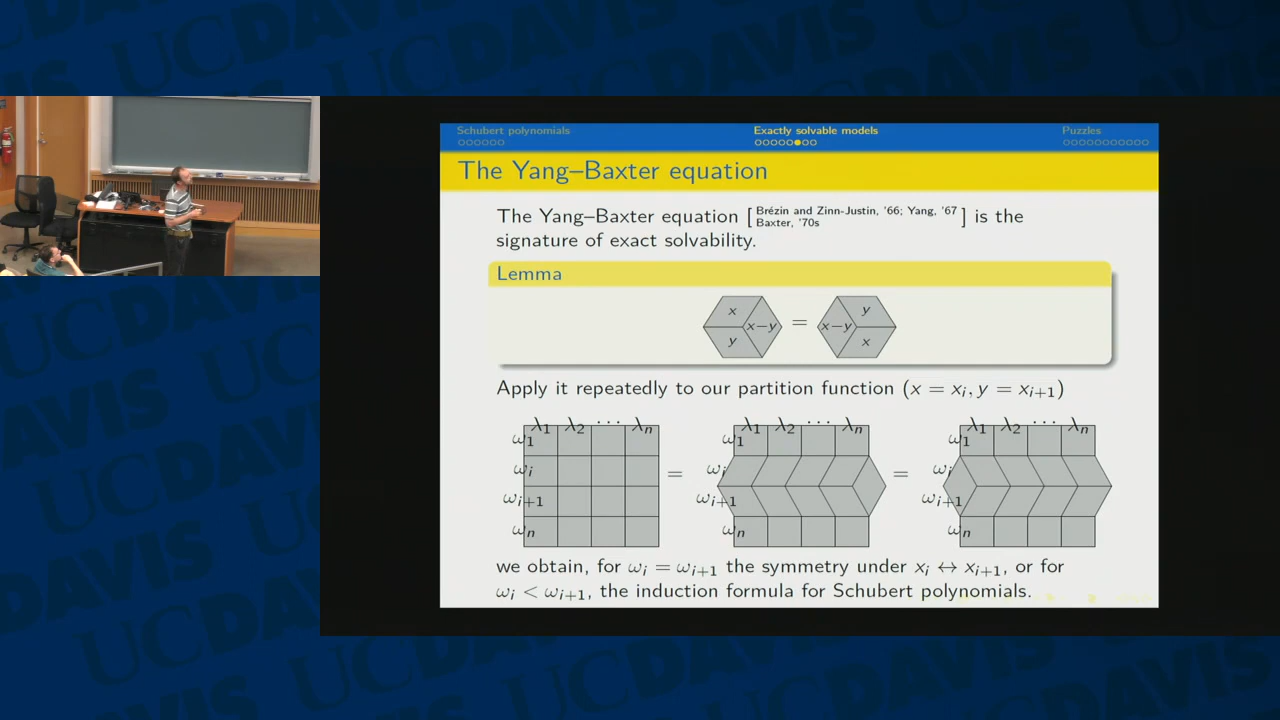 UCDAVIS
Schubert polynomials
Exactly solvable models
Puzzles
The Yang–Baxter equation
The Yang–Baxter equation [Brézin and Zinn-Justin, '66; Yang, '67
Baxter, '70s] is the
signature of exact solvability.
Lemma
x y x−y = x−y y x
Apply it repeatedly to our partition function (x = xᵢ, y = xᵢ₊₁)
λ₁ λ₂ ⋯ λₙ λ₁ λ₂ ⋯ λₙ λ₁ λ₂ ⋯ λₙ
ω₁ ω₁ ω₁
ωᵢ = ωᵢ = ωᵢ
ωᵢ₊₁ ωᵢ₊₁ ωᵢ₊₁
ωₙ ωₙ ωₙ
we obtain, for ωᵢ = ωᵢ₊₁ the symmetry under xᵢ ↔ xᵢ₊₁, or for
ωᵢ < ωᵢ₊₁, the induction formula for Schubert polynomials.